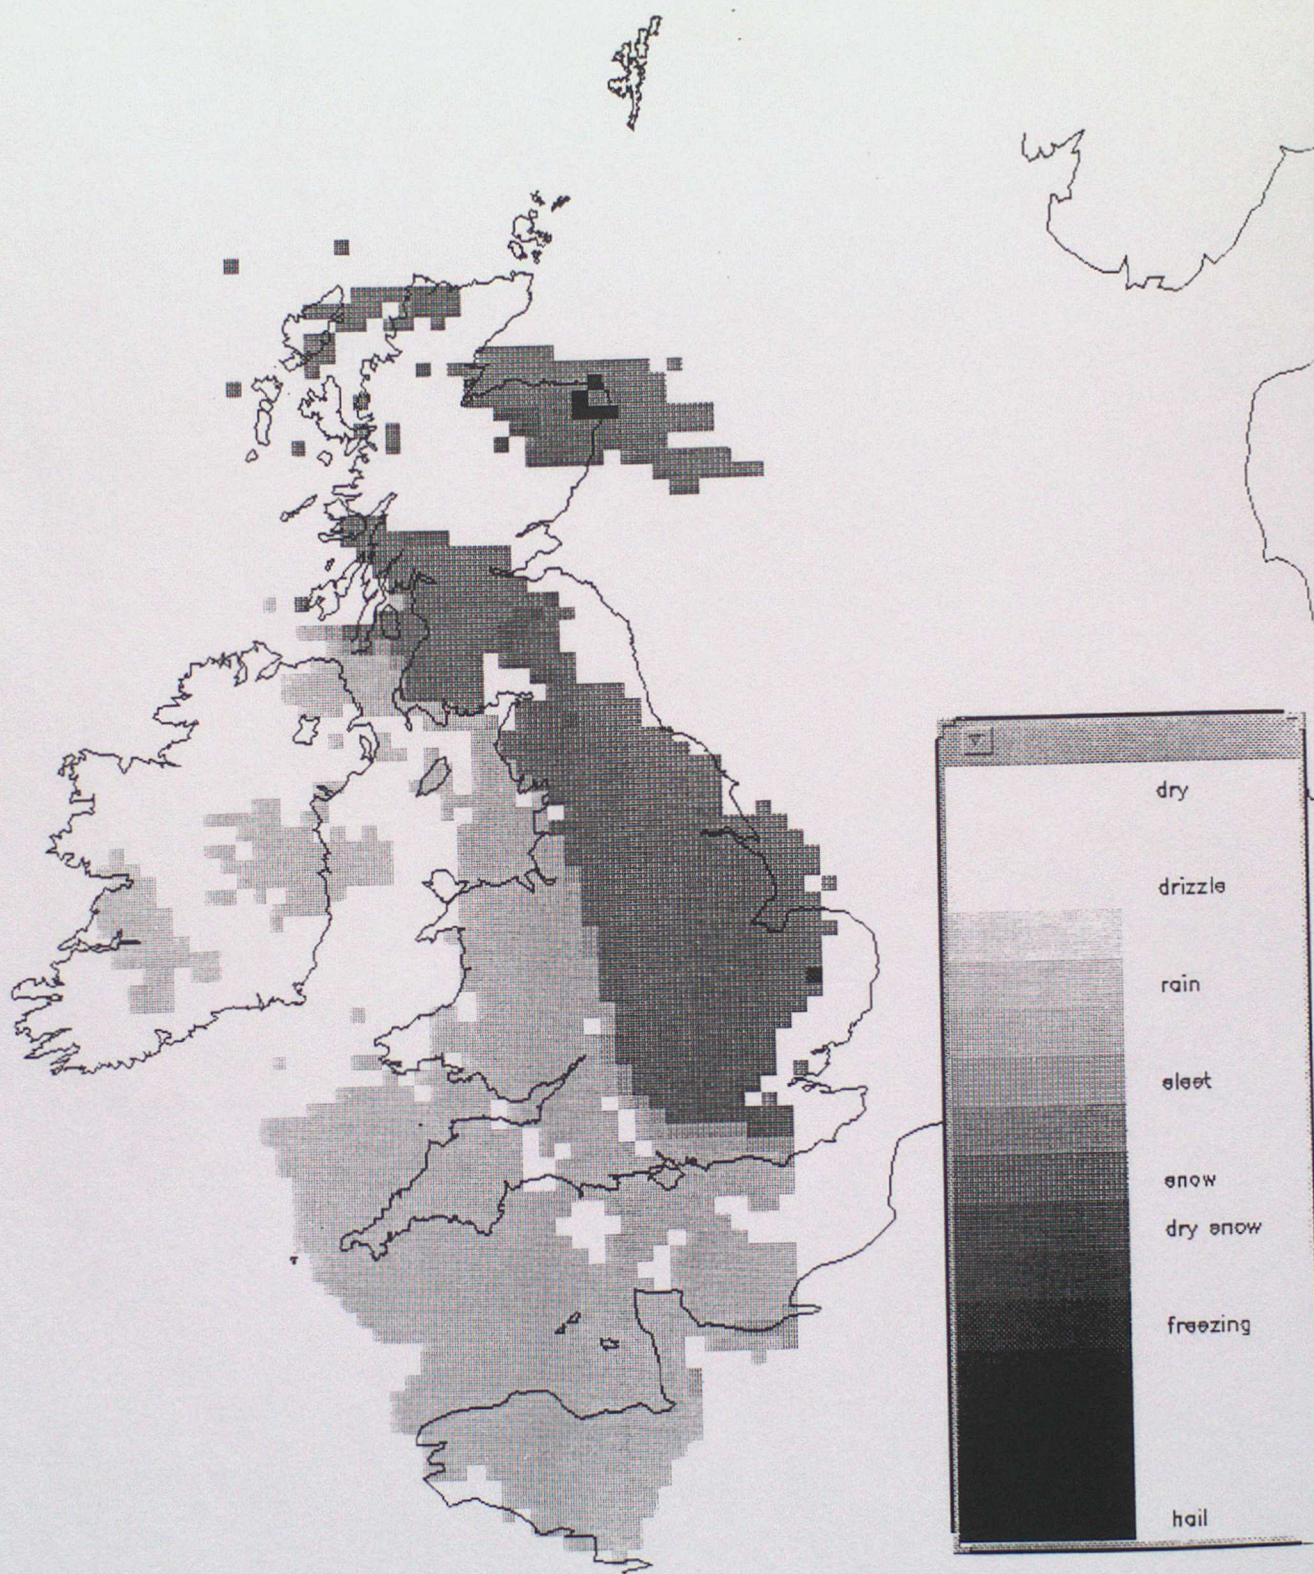 dry
drizzle
rain
sleet
snow
dry snow
freezing
hail